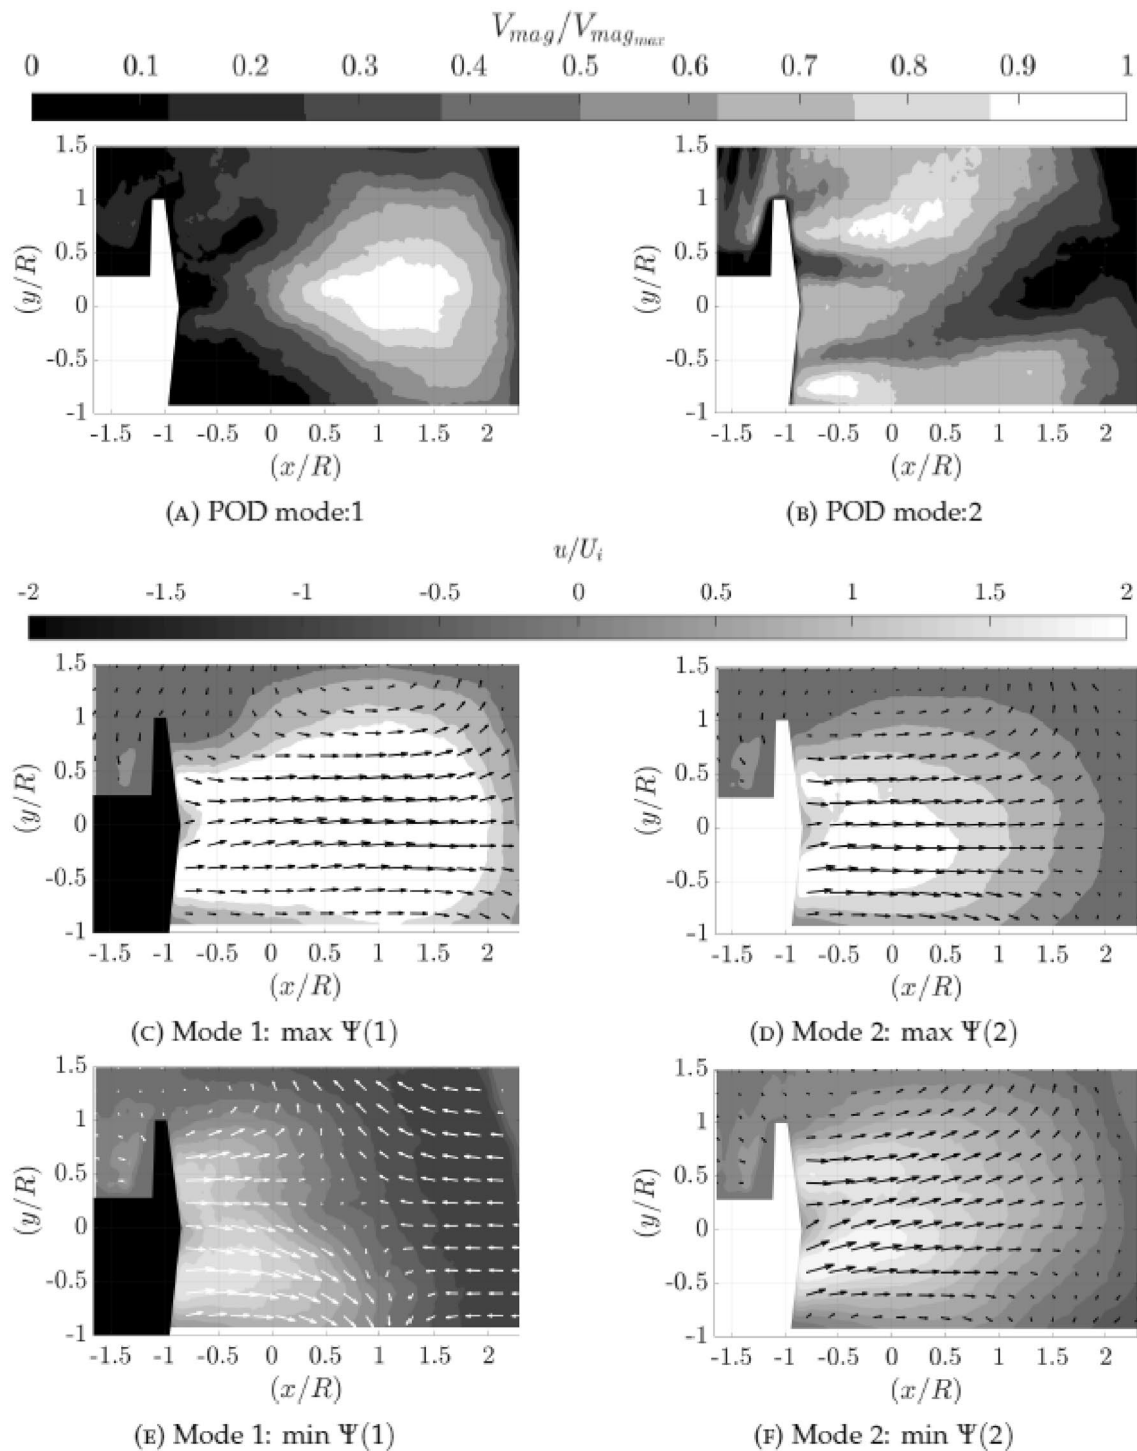 V_mag/V_mag_max
0 0.1 0.2 0.3 0.4 0.5 0.6 0.7 0.8 0.9 1
1.5 1.5
1 1
0.5 0.5
(y/R) (y/R)
0 0
-0.5 -0.5
-1 -1
-1.5 -1 -0.5 0 0.5 1 1.5 2 -1.5 -1 -0.5 0 0.5 1 1.5 2
(x/R) (x/R)
(A) POD mode:1 (B) POD mode:2
u/U_i
-2 -1.5 -1 -0.5 0 0.5 1 1.5 2
1.5 1.5
1 1
0.5 0.5
(y/R) (y/R)
0 0
-0.5 -0.5
-1 -1
-1.5 -1 -0.5 0 0.5 1 1.5 2 -1.5 -1 -0.5 0 0.5 1 1.5 2
(x/R) (x/R)
(C) Mode 1: max Ψ(1) (D) Mode 2: max Ψ(2)
1.5 1.5
1 1
0.5 0.5
(y/R) (y/R)
0 0
-0.5 -0.5
-1 -1
-1.5 -1 -0.5 0 0.5 1 1.5 2 -1.5 -1 -0.5 0 0.5 1 1.5 2
(x/R) (x/R)
(E) Mode 1: min Ψ(1) (F) Mode 2: min Ψ(2)